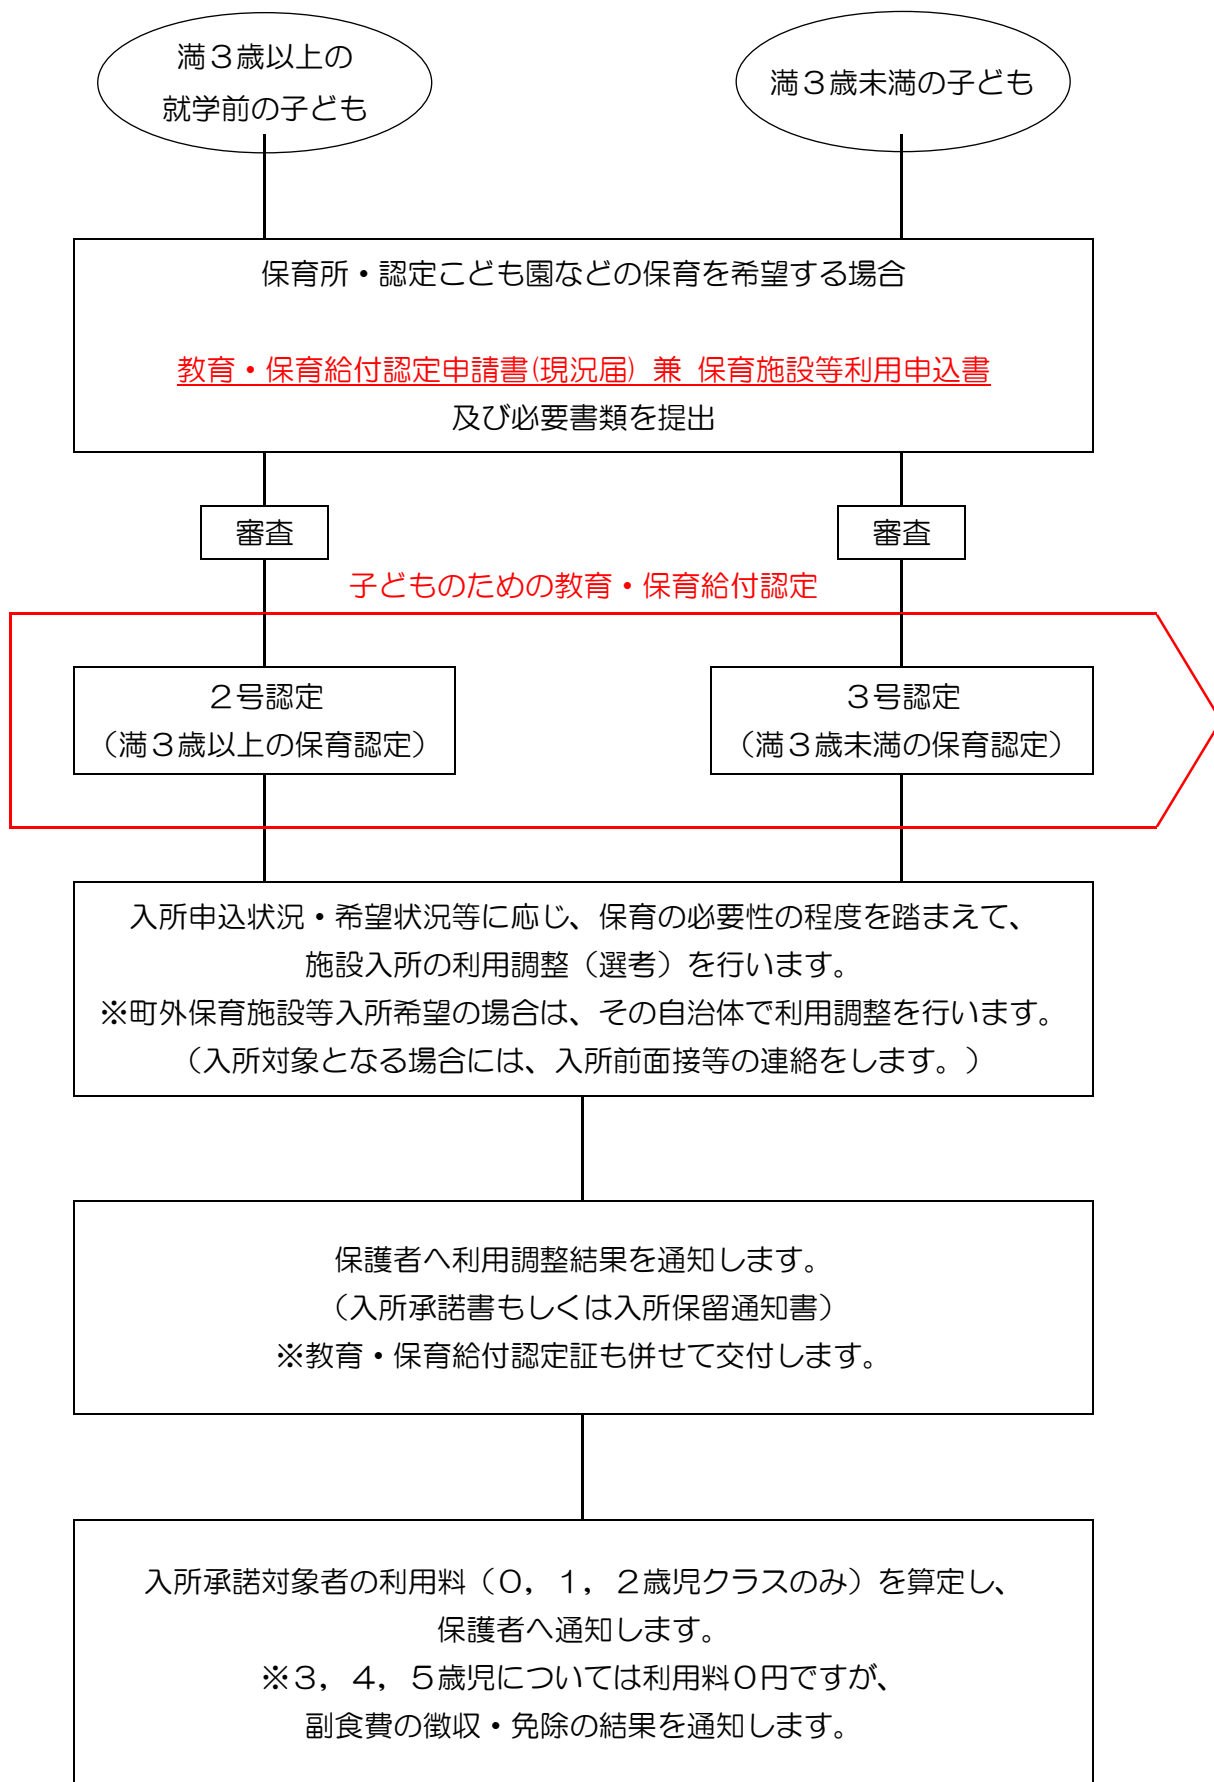 満３歳以上の
就学前の子ども
満３歳未満の子ども
保育所・認定こども園などの保育を希望する場合
教育・保育給付認定申請書(現況届) 兼 保育施設等利用申込書
及び必要書類を提出
審査
審査
子どものための教育・保育給付認定
２号認定
（満３歳以上の保育認定）
３号認定
（満３歳未満の保育認定）
入所申込状況・希望状況等に応じ、保育の必要性の程度を踏まえて、
施設入所の利用調整（選考）を行います。
※町外保育施設等入所希望の場合は、その自治体で利用調整を行います。
（入所対象となる場合には、入所前面接等の連絡をします。）
保護者へ利用調整結果を通知します。
（入所承諾書もしくは入所保留通知書）
※教育・保育給付認定証も併せて交付します。
入所承諾対象者の利用料（０，１，２歳児クラスのみ）を算定し、
保護者へ通知します。
※３，４，５歳児については利用料０円ですが、
副食費の徴収・免除の結果を通知します。